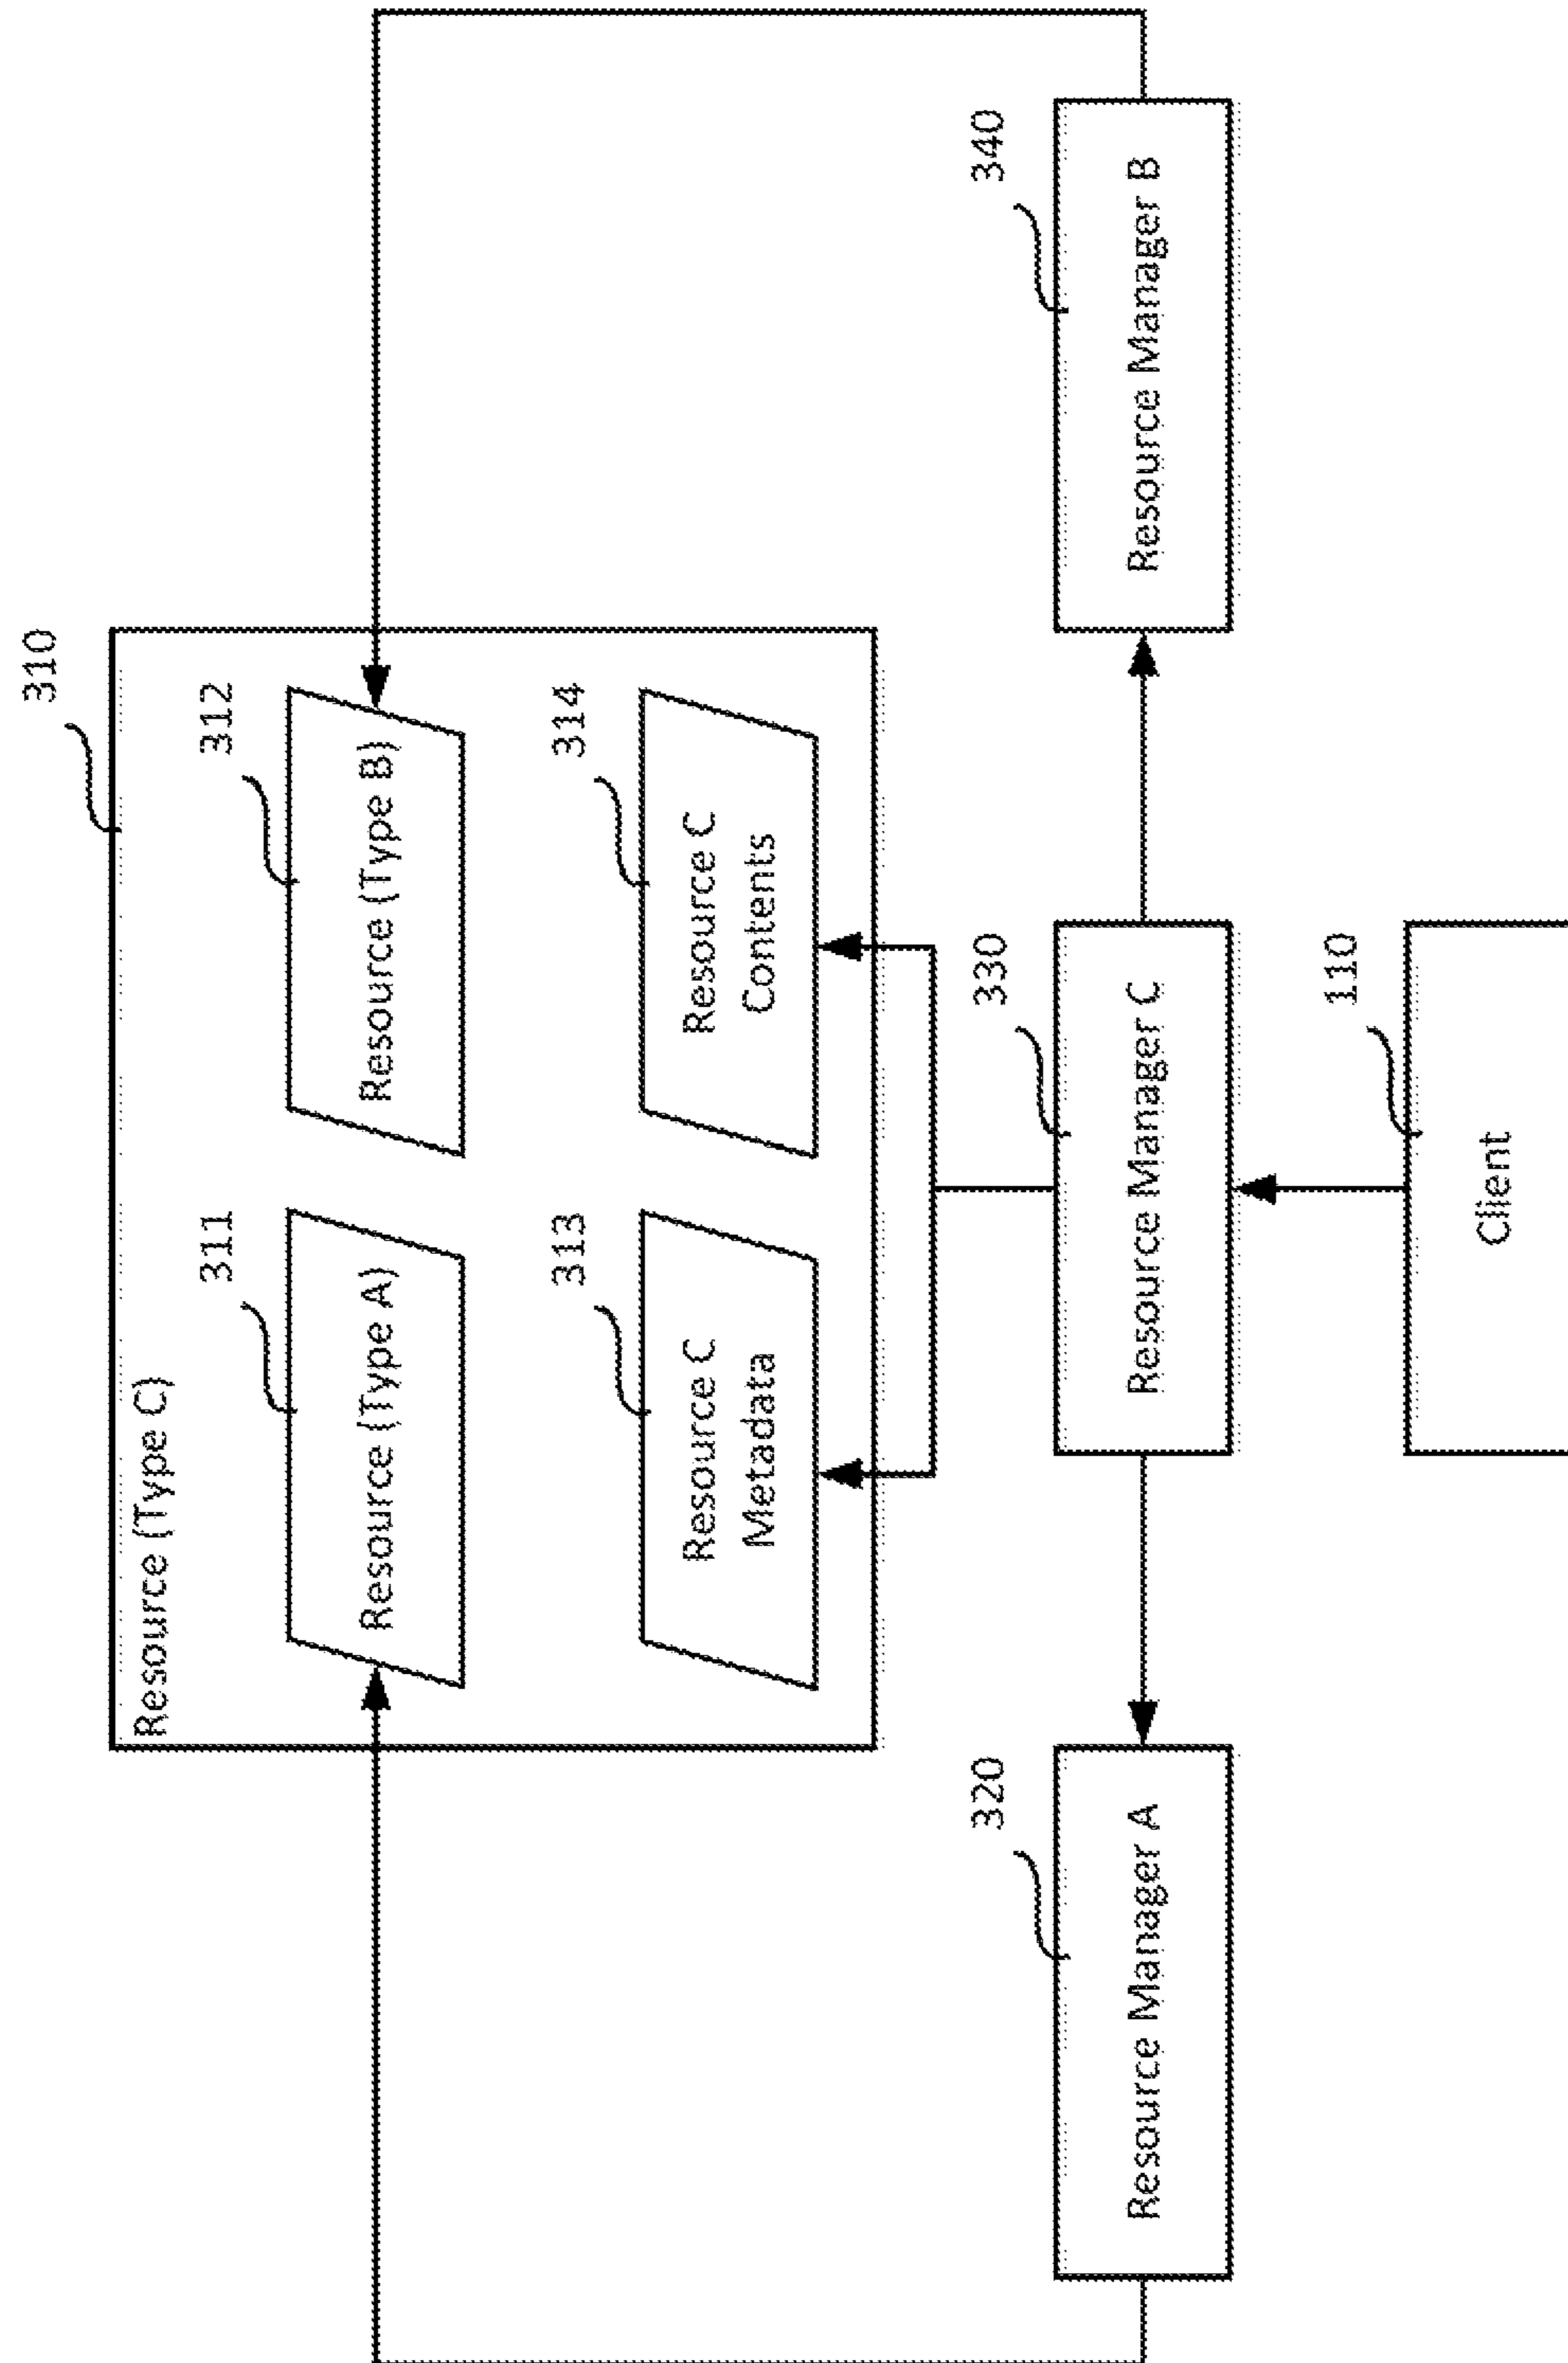 310
Resource (Type C)
311
Resource (Type A)
312
Resource (Type B)
313
Resource C
Metadata
314
Resource C
Contents
320
Resource Manager A
330
Resource Manager C
340
Resource Manager B
110
Client